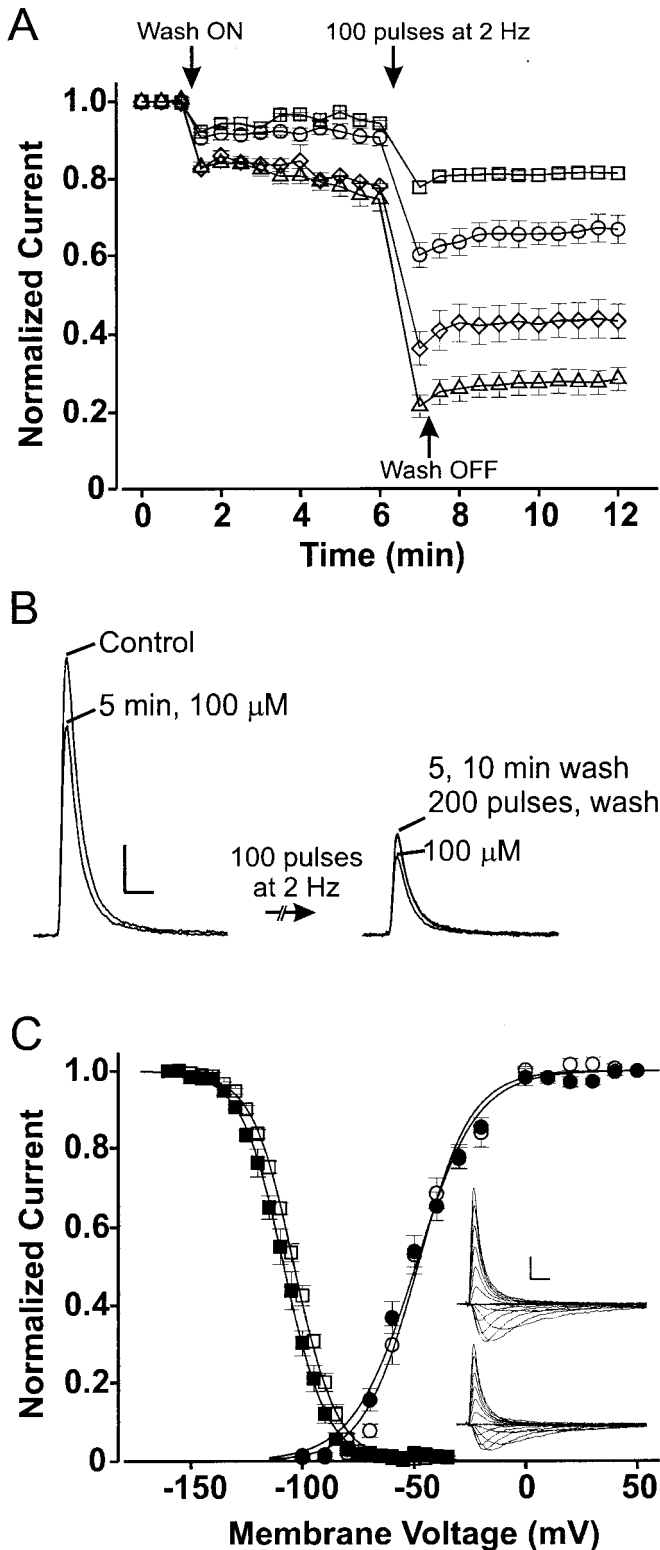 A
Wash ON
100 pulses at 2 Hz
1.0
0.8
0.6
0.4
0.2
0
Normalized Current
Wash OFF
0
2
4
6
8
10
12
Time (min)
B
Control
5 min, 100 µM
100 pulses
at 2 Hz
5, 10 min wash
200 pulses, wash
100 µM
C
1.0
0.8
0.6
0.4
0.2
0
Normalized Current
-150
-100
-50
0
50
Membrane Voltage (mV)